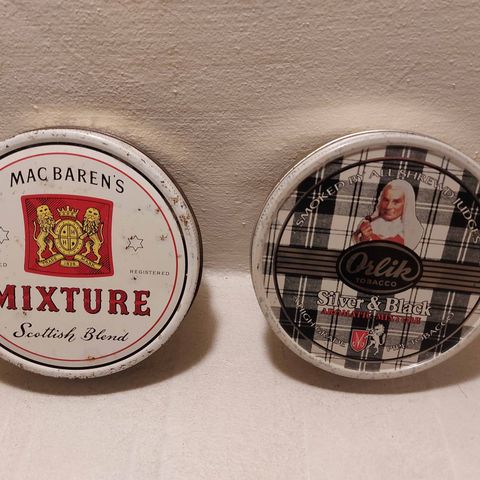 MAC BAREN'S
REGISTERED
MIXTURE
Scottish Blend
SMOKED BY ALL SHREWD JUDGES
Orlik
TOBACCO
Silver & Black
AROMATIC MIXTURE